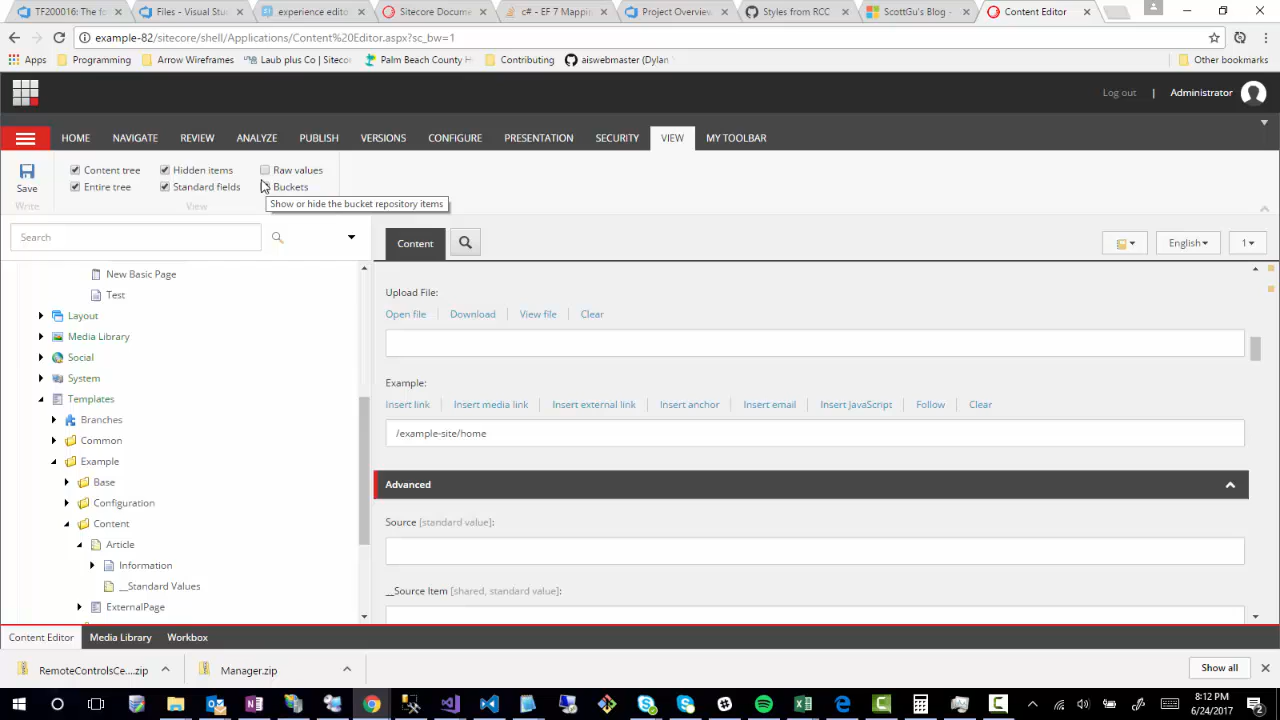 TF200016: The fo
Files - Visual Stu
experience edito
Sitecore Docume
c# - EF 7 Mappin
Project Overview
Styles from RCC
ScottGu's Blog -
Content Editor
example-82/sitecore/shell/Applications/Content%20Editor.aspx?sc_bw=1
Apps
Programming
Arrow Wireframes
Laub plus Co | Siteco
Palm Beach County H
Contributing
aiswebmaster (Dylan
Other bookmarks
Log out | Administrator
HOME NAVIGATE REVIEW ANALYZE PUBLISH VERSIONS CONFIGURE PRESENTATION SECURITY VIEW MY TOOLBAR
Save
Write
Content tree Hidden items Raw values
Entire tree Standard fields Buckets
View
Show or hide the bucket repository items
Search
Content
English
1
New Basic Page
Test
Layout
Media Library
Social
System
Templates
Branches
Common
Example
Base
Configuration
Content
Article
Information
__Standard Values
ExternalPage
Upload File:
Open file Download View file Clear
Example:
Insert link Insert media link Insert external link Insert anchor Insert email Insert JavaScript Follow Clear
/example-site/home
Advanced
Source [standard value]:
__Source Item [shared, standard value]:
Content Editor Media Library Workbox
RemoteControlsCe....zip
Manager.zip
Show all
8:12 PM
6/24/2017